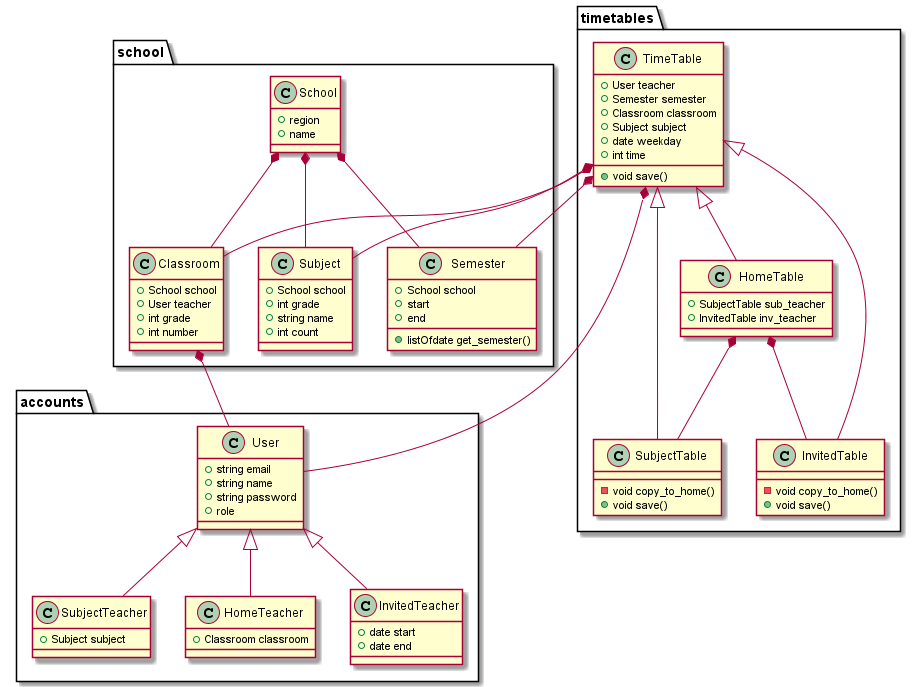 timetables
C TimeTable
User teacher
Semester semester
Classroom classroom
Subject subject
date weekday
int time
void save()
school
C School
region
name
C Classroom
School school
User teacher
int grade
int number
C Subject
School school
int grade
string name
int count
C Semester
School school
start
end
listOfdate get_semester()
C HomeTable
SubjectTable sub_teacher
InvitedTable inv_teacher
C SubjectTable
void copy_to_home()
void save()
C InvitedTable
void copy_to_home()
void save()
accounts
C User
string email
string name
string password
role
C SubjectTeacher
Subject subject
C HomeTeacher
Classroom classroom
C InvitedTeacher
date start
date end